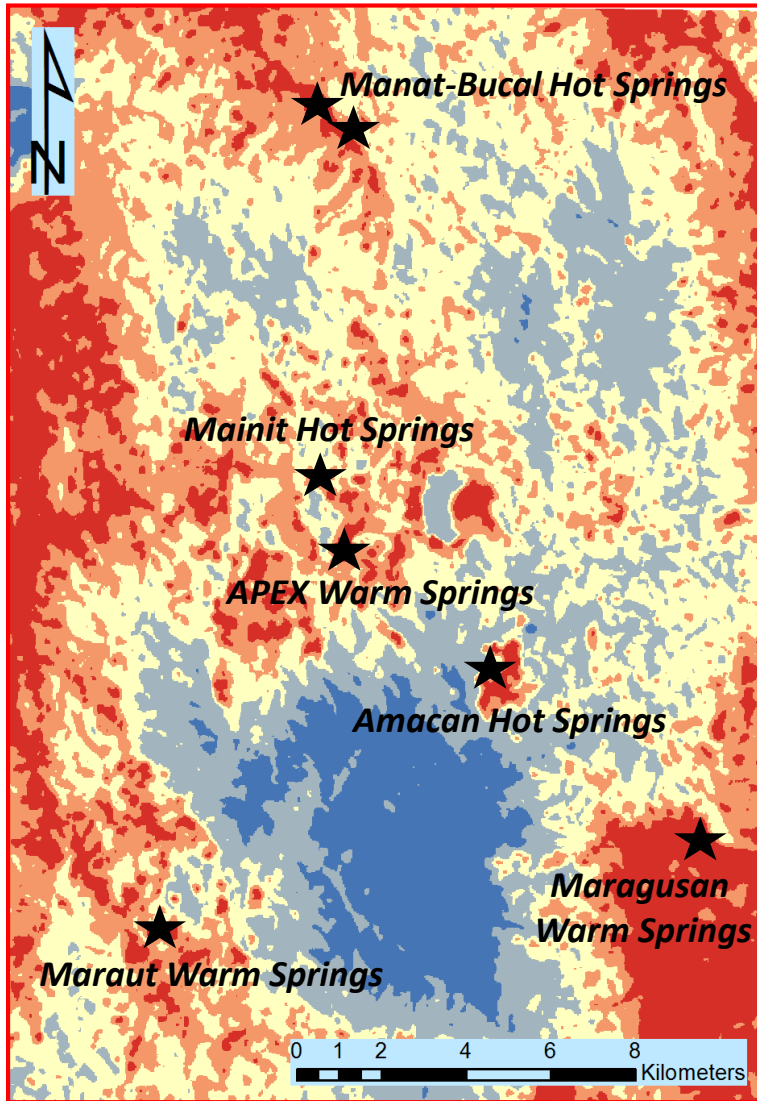 N
Manat-Bucal Hot Springs
Mainit Hot Springs
APEX Warm Springs
Amacan Hot Springs
Maragusan
Warm Springs
Maraut Warm Springs
0 1 2 4 6 8
Kilometers